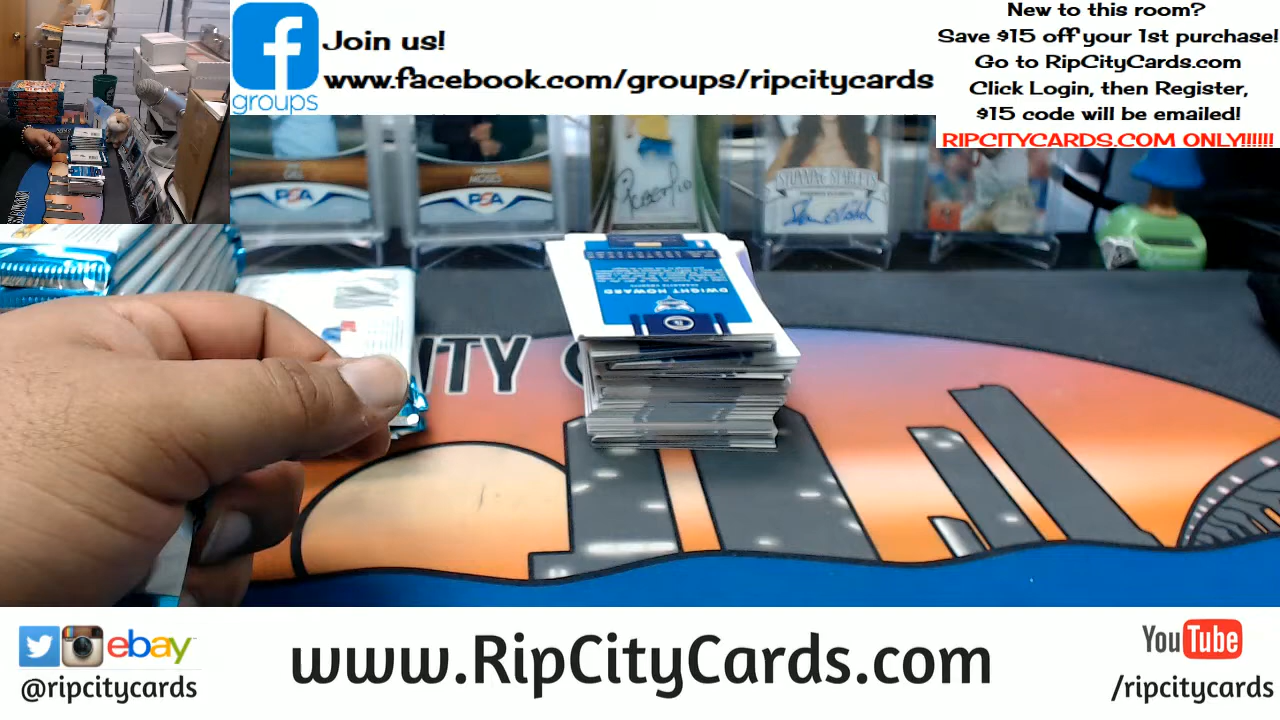 Join us!
www.facebook.com/groups/ripcitycards
groups
New to this room?
Save $15 off your 1st purchase!
Go to RipCityCards.com
Click Login, then Register,
$15 code will be emailed!
RIPCITYCARDS.COM ONLY!!!!!!
PSA
PSA
STUNNING STARLETS
DWIGHT HOWARD
ITY C
ebay
@ripcitycards
www.RipCityCards.com
YouTube
/ripcitycards